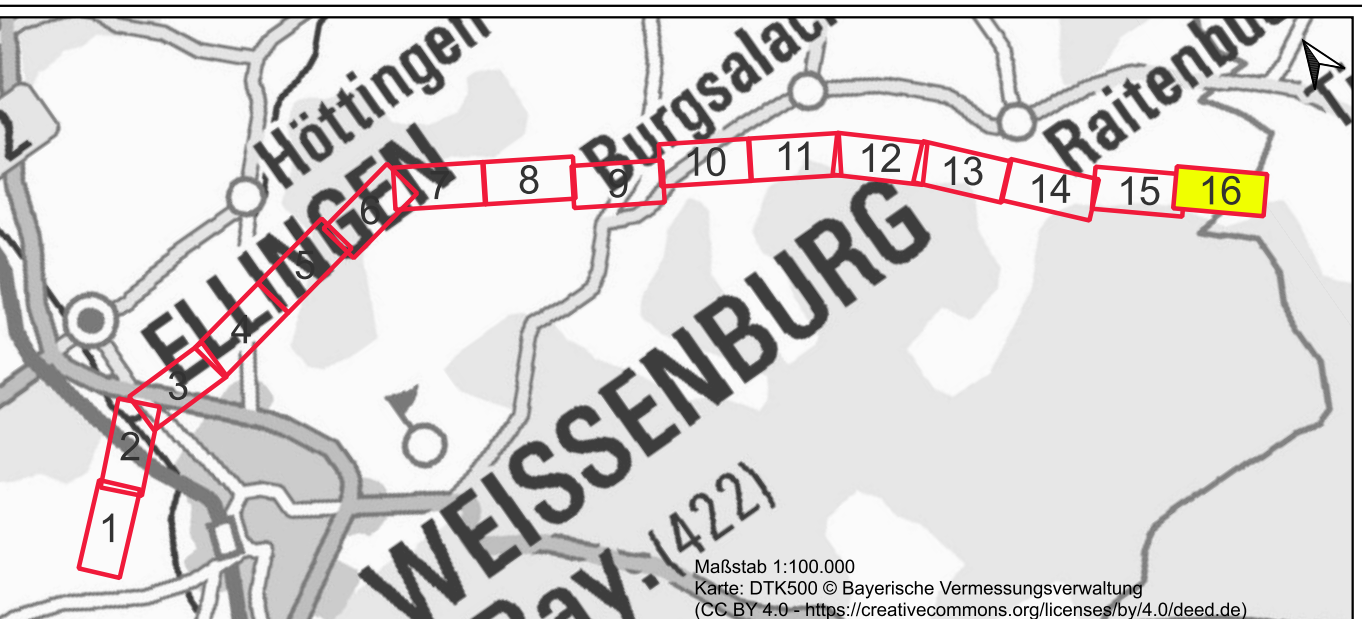 Höttingen
Burgsalach
Raitenbu
2
ELLINGEN
1
2
3
4
5
6
7
8
9
10
11
12
13
14
15
16
WEISSENBURG
Bay. (422)
Maßstab 1:100.000
Karte: DTK500 © Bayerische Vermessungsverwaltung
(CC BY 4.0 - https://creativecommons.org/licenses/by/4.0/deed.de)